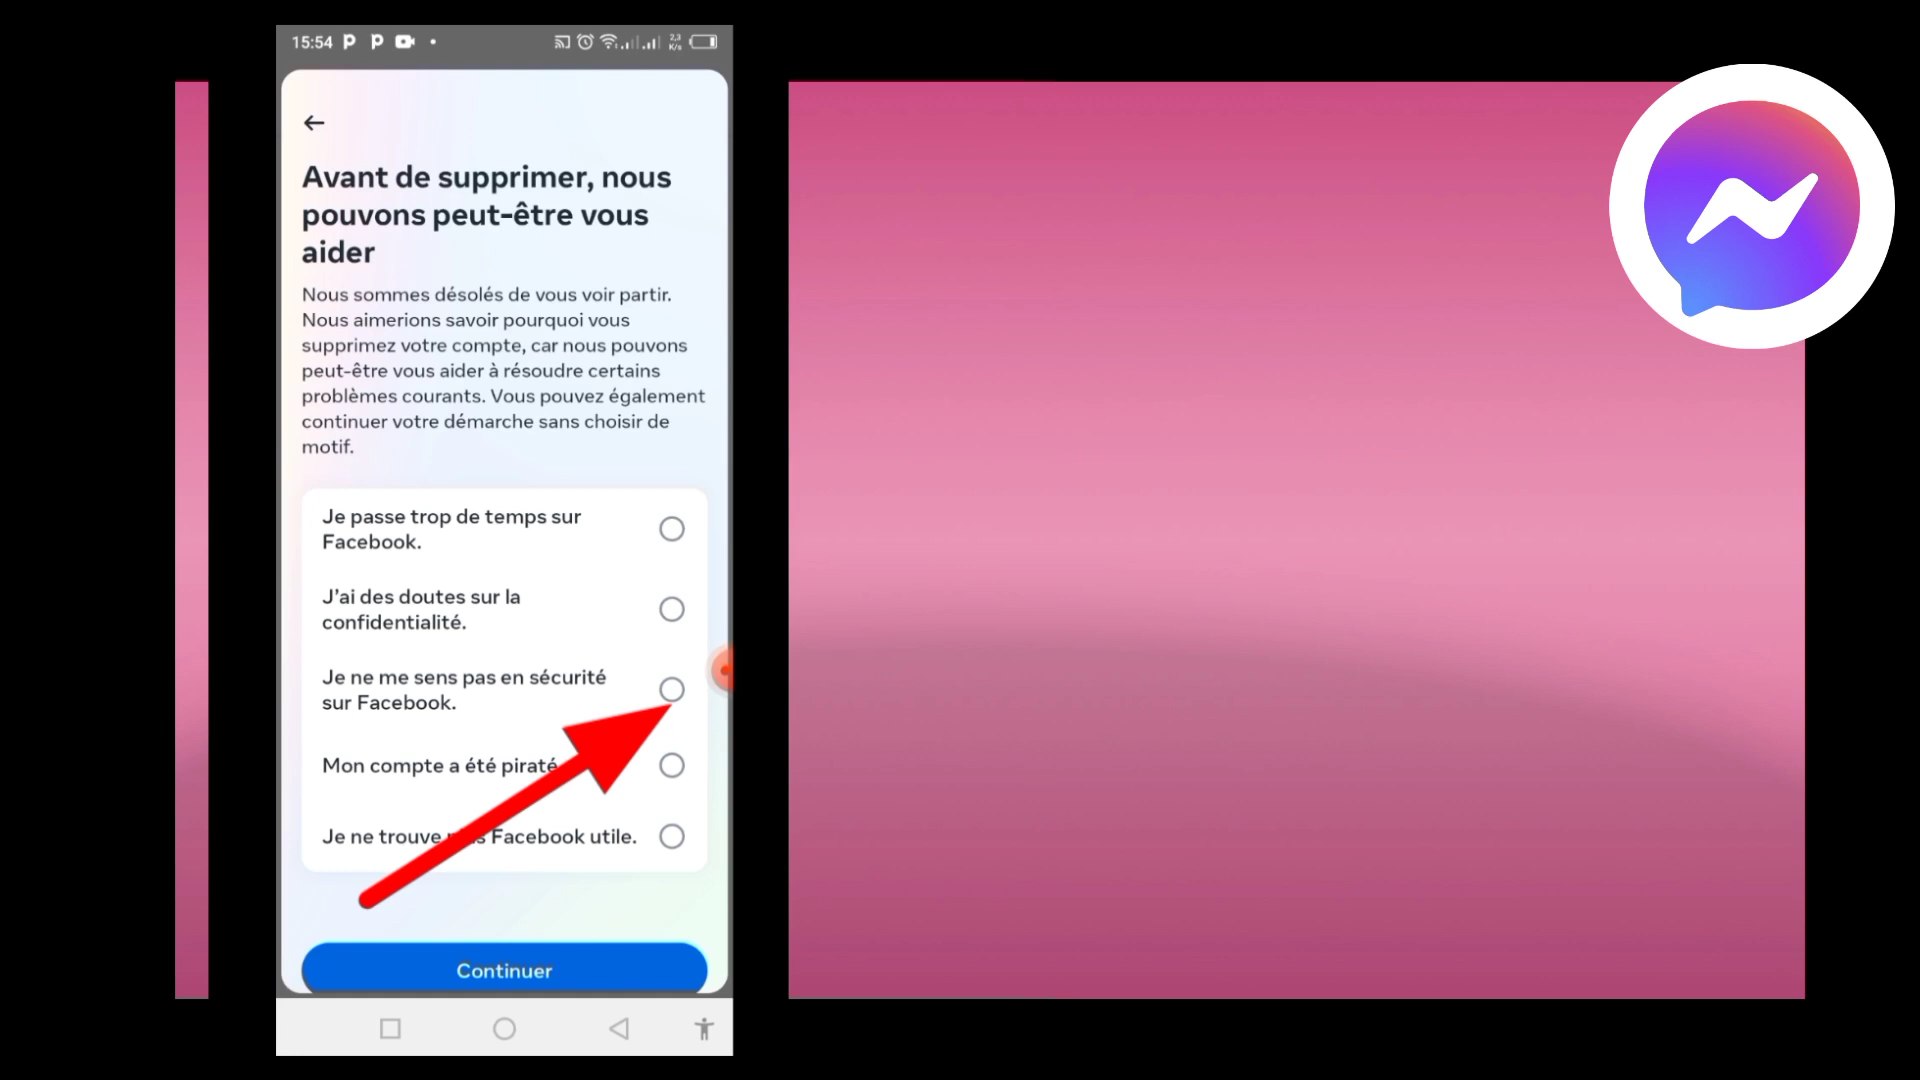 15:54
2,3
K/s
Avant de supprimer, nous
pouvons peut-être vous
aider
Nous sommes désolés de vous voir partir.
Nous aimerions savoir pourquoi vous
supprimez votre compte, car nous pouvons
peut-être vous aider à résoudre certains
problèmes courants. Vous pouvez également
continuer votre démarche sans choisir de
motif.
Je passe trop de temps sur
Facebook.
J'ai des doutes sur la
confidentialité.
Je ne me sens pas en sécurité
sur Facebook.
Mon compte a été piraté
Je ne trouve Facebook utile.
Continuer